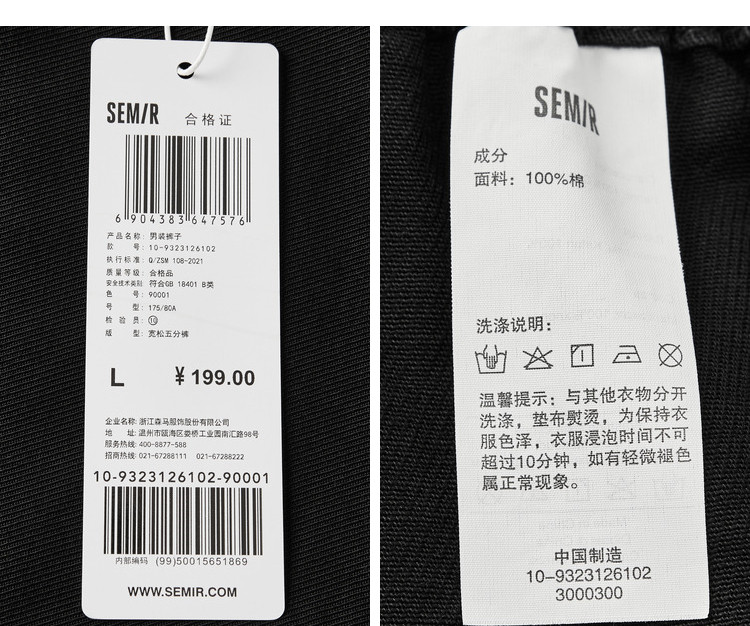 SEMIR 合格证
6 904383 647576
产品名称: 男装裤子
款 号: 10-9323126102
执行标准: Q/ZSM 108-2021
质量等级: 合格品
安全技术类别: 符合GB 18401 B类
色 号: 90001
号 型: 175/80A
检 验 员: ⑩
版 型: 宽松五分裤
L ¥199.00
企业名称: 浙江森马服饰股份有限公司
地 址: 温州市瓯海区娄桥工业园南汇路98号
服务热线: 400-8877-588
招商热线: 021-67288111 021-67288222
10-9323126102-90001
内部编码 (99)50015651869
WWW.SEMIR.COM
SEMIR
成分
面料：100%棉
洗涤说明：
温馨提示：与其他衣物分开
洗涤，垫布熨烫，为保持衣
服色泽，衣服浸泡时间不可
超过10分钟，如有轻微褪色
属正常现象。
中国制造
10-9323126102
3000300